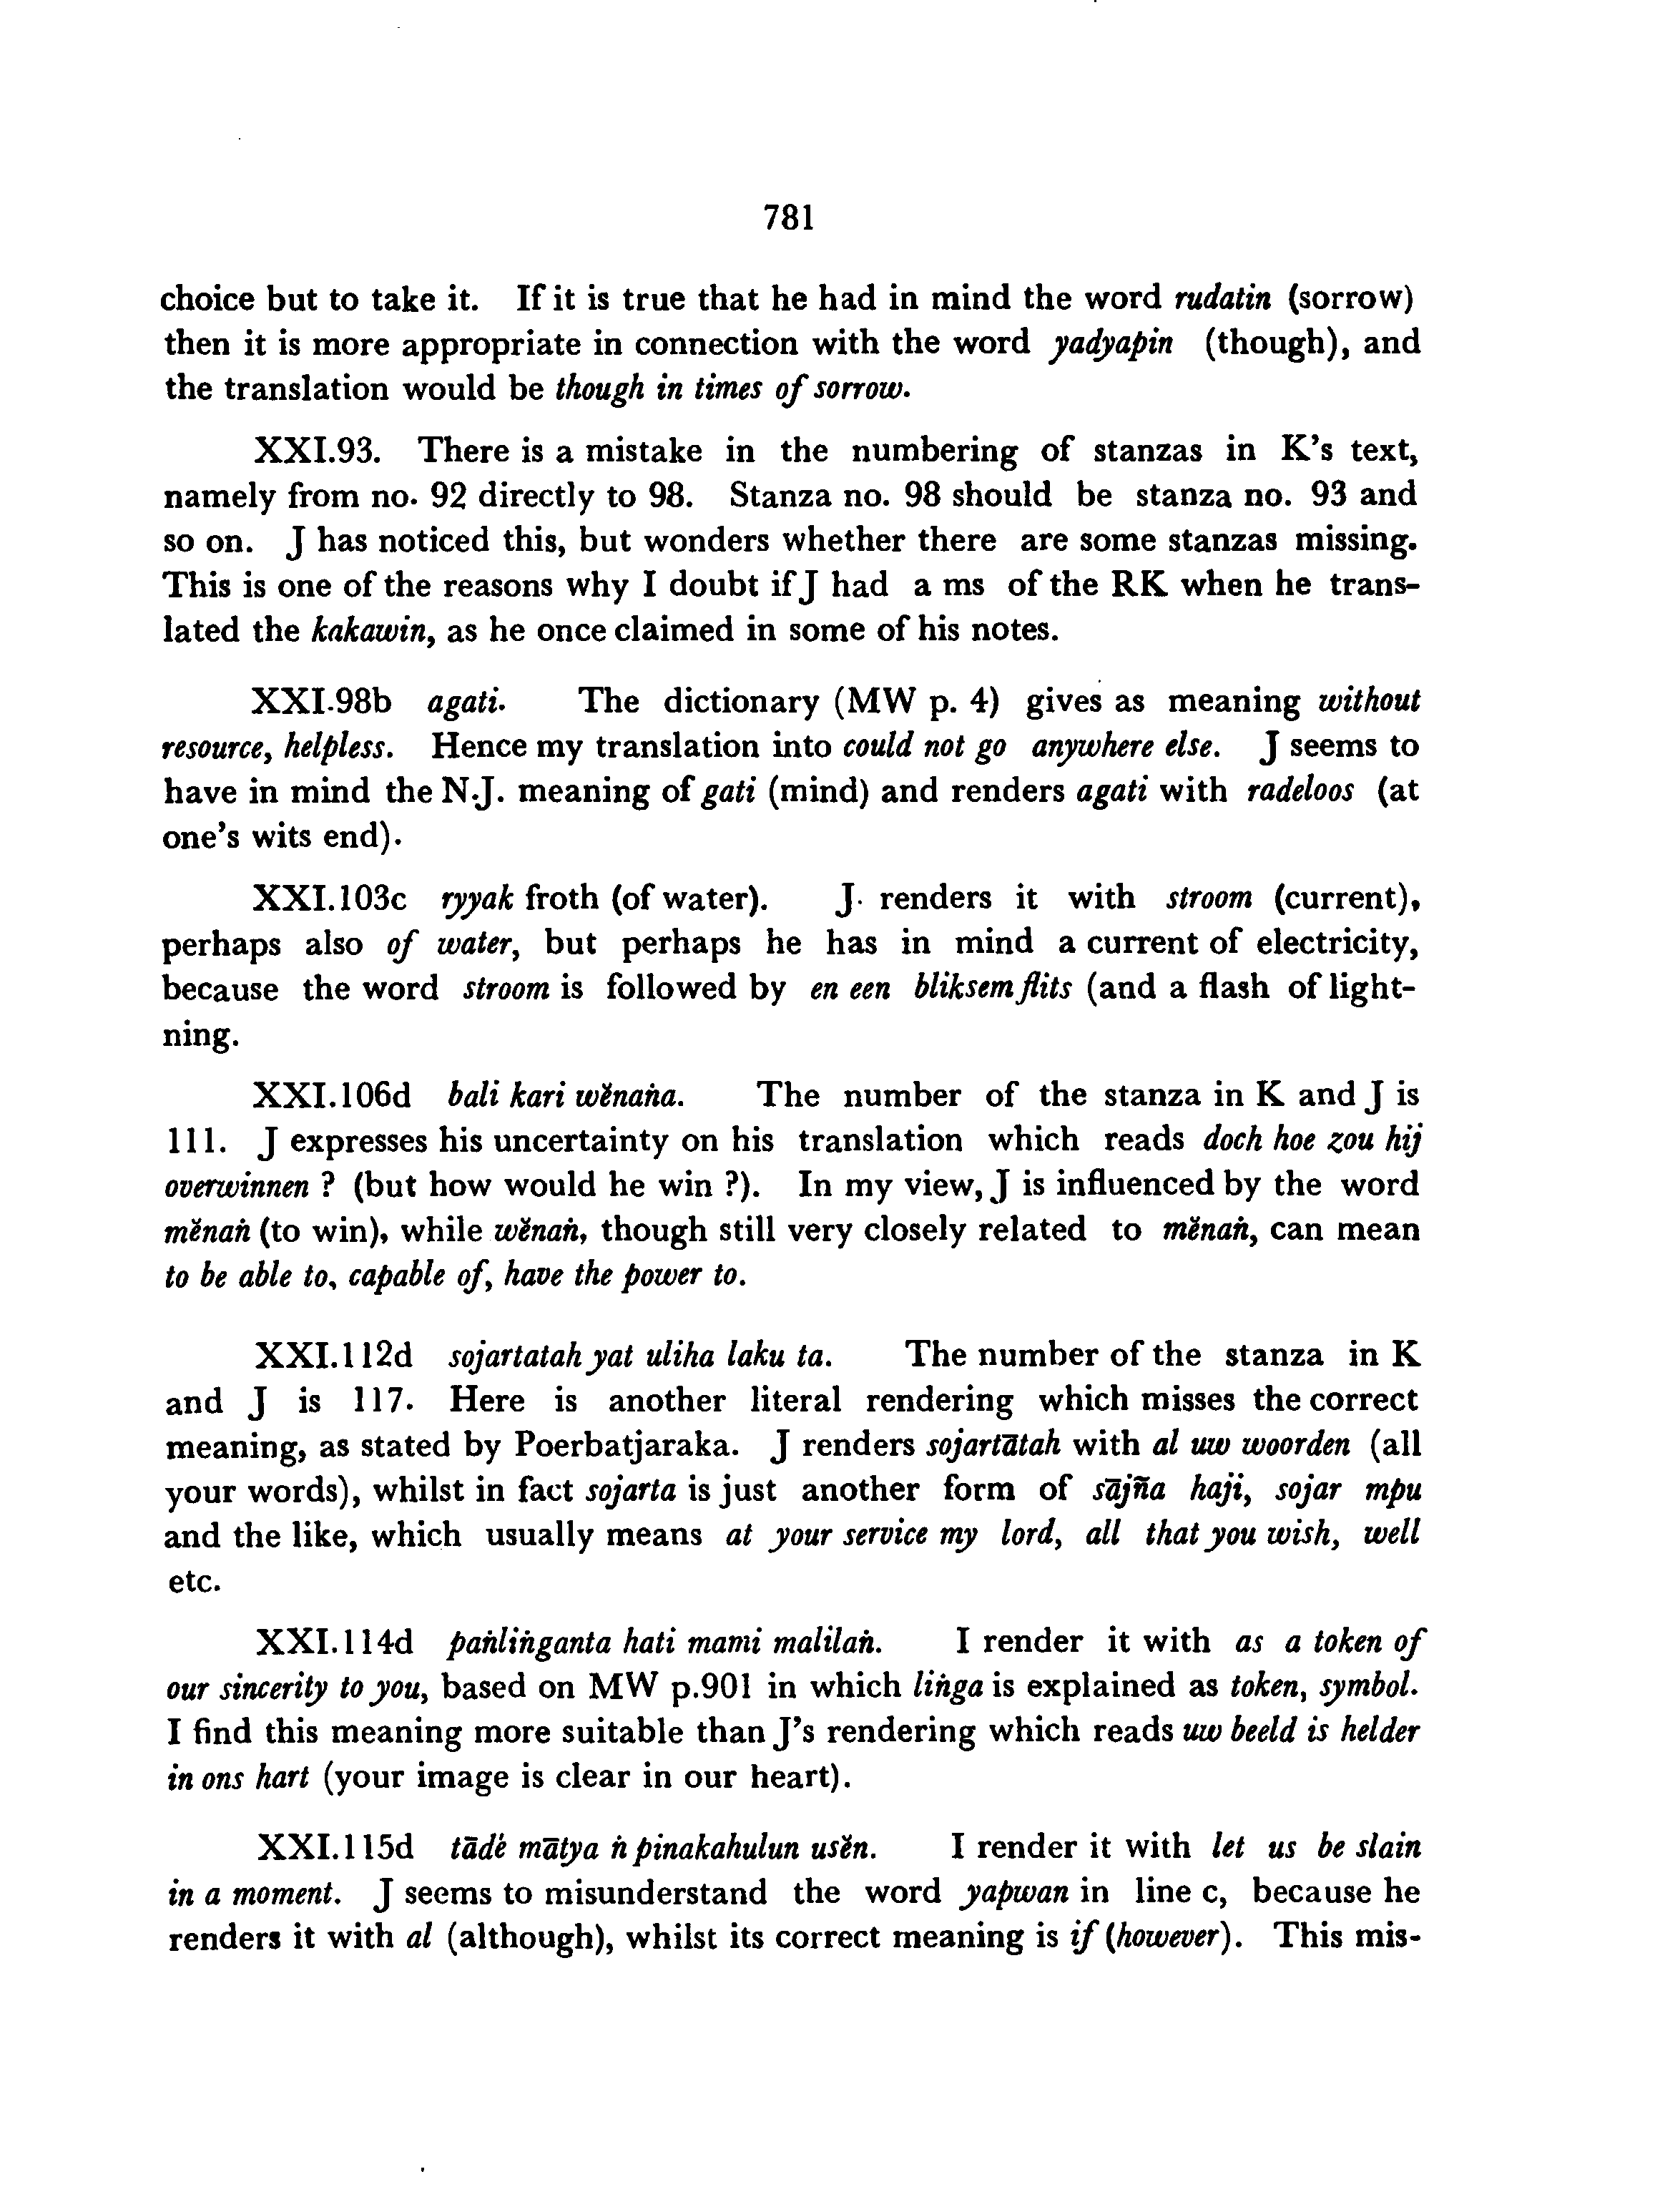 781
choice but to take it. If it is true that he had in mind the word rudatin (sorrow)
then it is more appropriate in connection with the word yadyapin (though), and
the translation would be though in times of sorrow.
XXI.93. There is a mistake in the numbering of stanzas in K's text,
namely from no. 92 directly to 98. Stanza no. 98 should be stanza no. 93 and
so on. J has noticed this, but wonders whether there are some stanzas missing.
This is one of the reasons why I doubt if J had a ms of the RK when he trans-
lated the kakawin, as he once claimed in some of his notes.
XXI.98b agati. The dictionary (MW p. 4) gives as meaning without
resource, helpless. Hence my translation into could not go anywhere else. J seems to
have in mind the N.J. meaning of gati (mind) and renders agati with radeloos (at
one's wits end).
XXI.103c ryyak froth (of water). J. renders it with stroom (current),
perhaps also of water, but perhaps he has in mind a current of electricity,
because the word stroom is followed by en een bliksemflits (and a flash of light-
ning.
XXI.106d bali kari wĕnaṅa. The number of the stanza in K and J is
111. J expresses his uncertainty on his translation which reads doch hoe zou hij
overwinnen ? (but how would he win ?). In my view, J is influenced by the word
mĕnaṅ (to win), while wĕnaṅ, though still very closely related to mĕnaṅ, can mean
to be able to, capable of, have the power to.
XXI.112d sojartatah yat uliha laku ta. The number of the stanza in K
and J is 117. Here is another literal rendering which misses the correct
meaning, as stated by Poerbatjaraka. J renders sojartātah with al uw woorden (all
your words), whilst in fact sojarta is just another form of sājña haji, sojar mpu
and the like, which usually means at your service my lord, all that you wish, well
etc.
XXI.114d paṅliṅganta hati mami malilaṅ. I render it with as a token of
our sincerity to you, based on MW p.901 in which liṅga is explained as token, symbol.
I find this meaning more suitable than J's rendering which reads uw beeld is helder
in ons hart (your image is clear in our heart).
XXI.115d tādė mātya ṅ pinakahulun usĕn. I render it with let us be slain
in a moment. J seems to misunderstand the word yapwan in line c, because he
renders it with al (although), whilst its correct meaning is if (however). This mis-